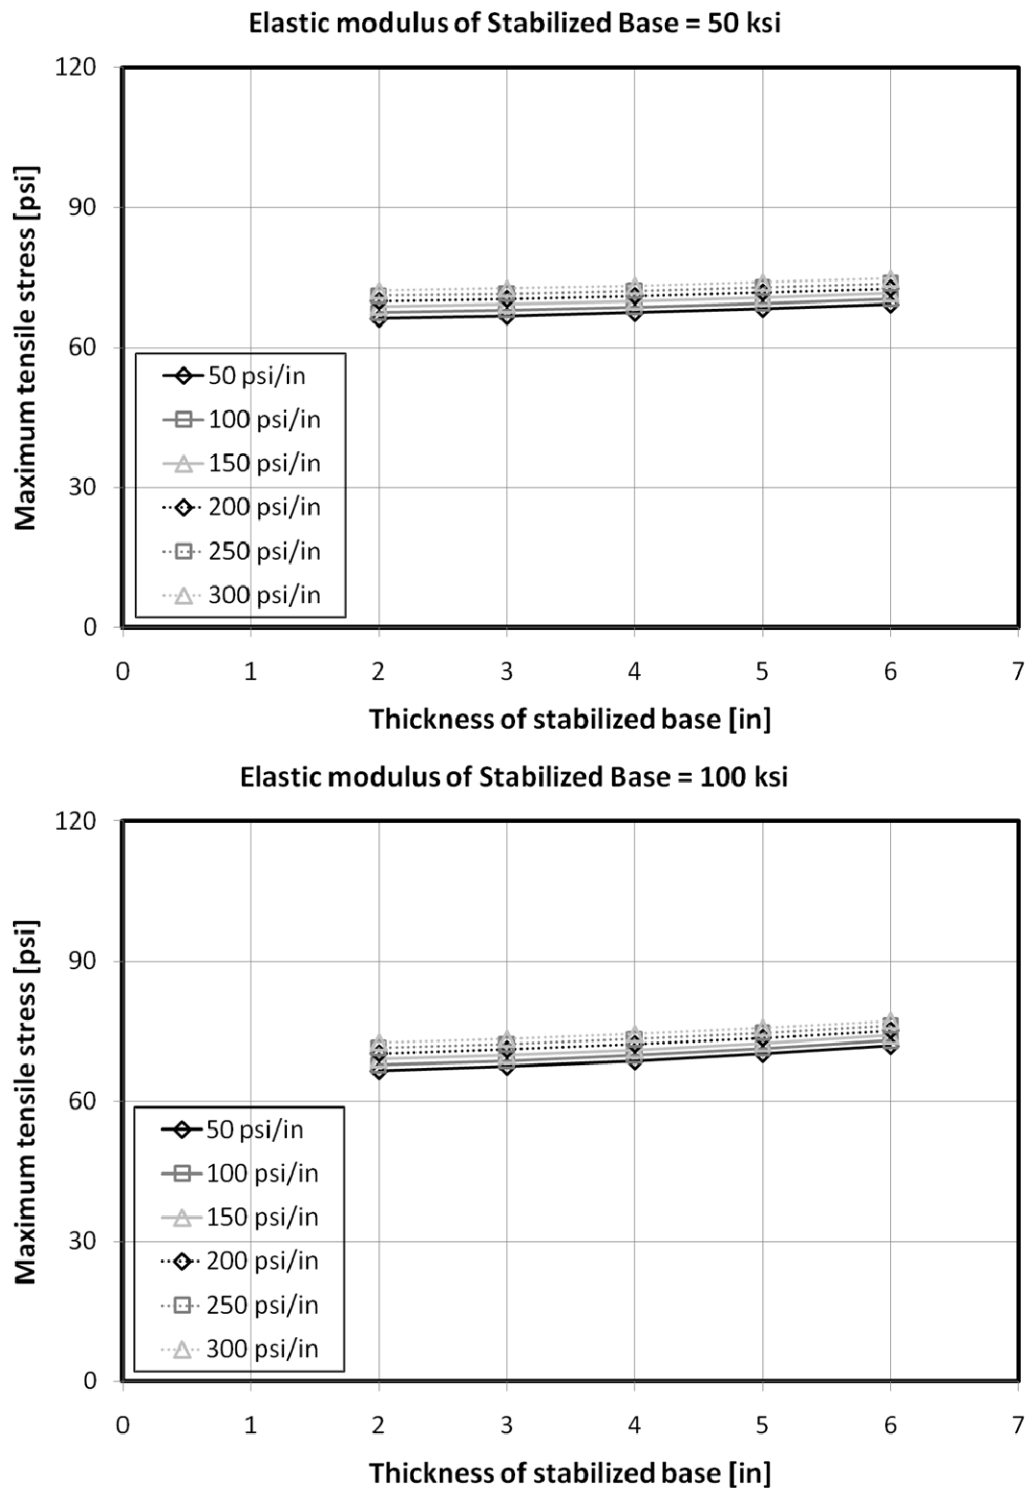 Elastic modulus of Stabilized Base = 50 ksi
Maximum tensile stress [psi]
120
90
60
30
0
50 psi/in
100 psi/in
150 psi/in
200 psi/in
250 psi/in
300 psi/in
0 1 2 3 4 5 6 7
Thickness of stabilized base [in]
Elastic modulus of Stabilized Base = 100 ksi
Maximum tensile stress [psi]
120
90
60
30
0
50 psi/in
100 psi/in
150 psi/in
200 psi/in
250 psi/in
300 psi/in
0 1 2 3 4 5 6 7
Thickness of stabilized base [in]